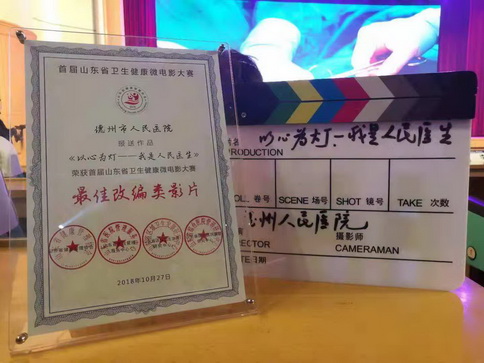 首届山东省卫生健康微电影大赛
德州市人民医院
报送作品
《以心为灯——我是人民医生》
荣获首届山东省卫生健康微电影大赛
最佳改编类影片
2018年10月27日
名 以心为灯—我是人民医生
PRODUCTION
OL. 卷号 SCENE 场号 SHOT 镜号 TAKE 次数
州人民医院
RECTOR 摄影师
CAMERAMAN
日期